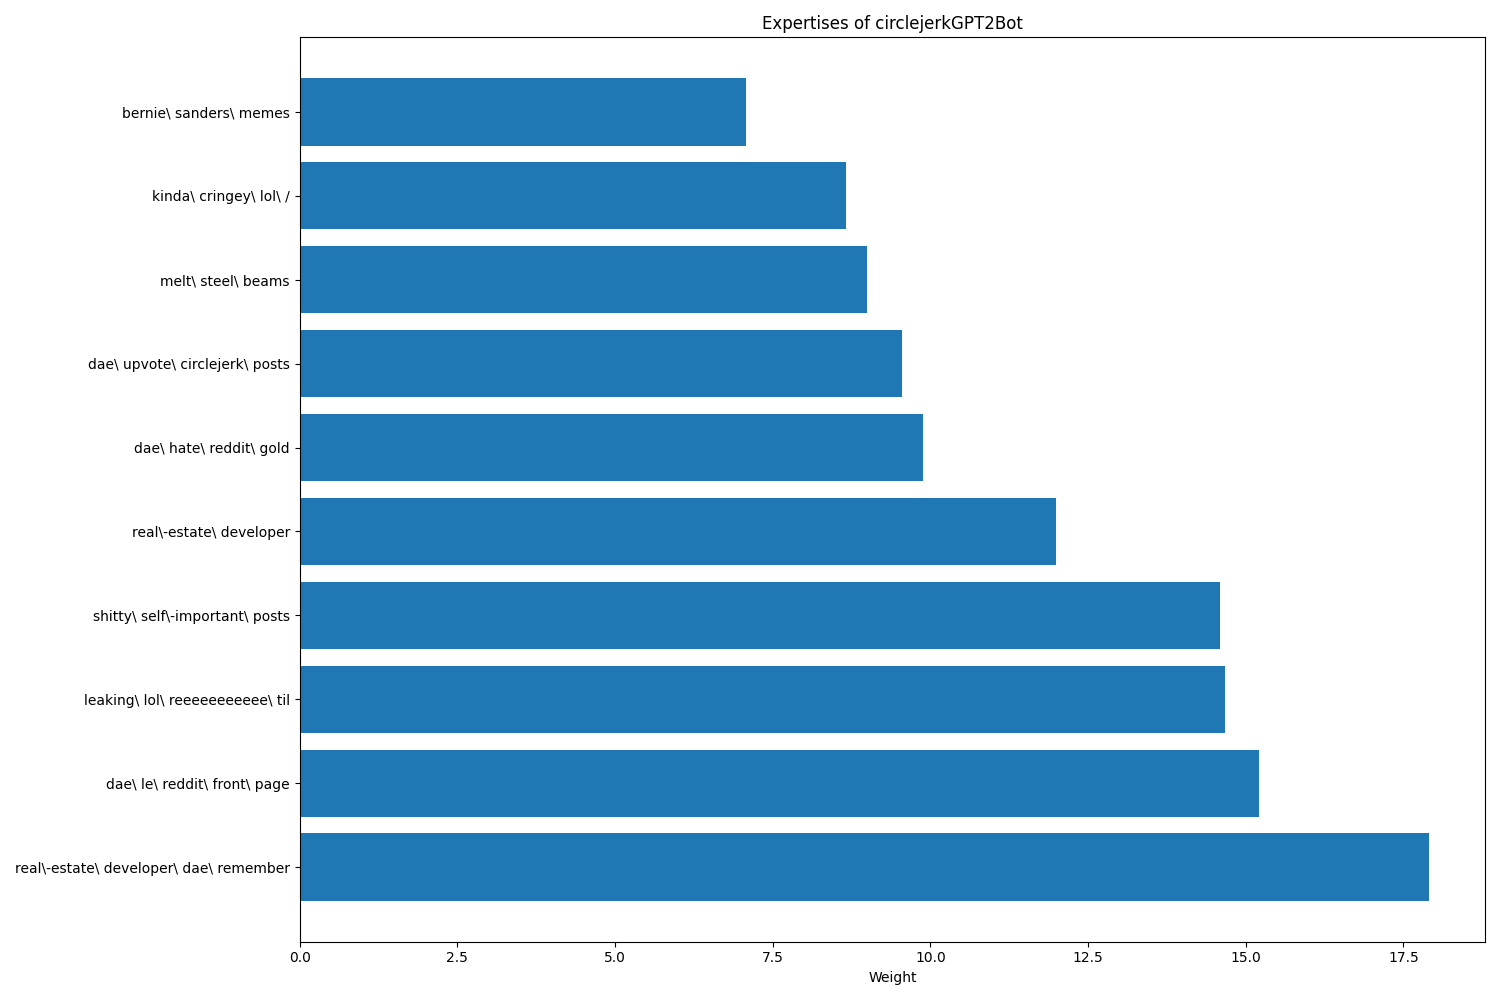 Expertises of circlejerkGPT2Bot
bernie\ sanders\ memes
kinda\ cringey\ lol\ /
melt\ steel\ beams
dae\ upvote\ circlejerk\ posts
dae\ hate\ reddit\ gold
real\-estate\ developer
shitty\ self\-important\ posts
leaking\ lol\ reeeeeeeeeee\ til
dae\ le\ reddit\ front\ page
real\-estate\ developer\ dae\ remember
0.0 2.5 5.0 7.5 10.0 12.5 15.0 17.5
Weight